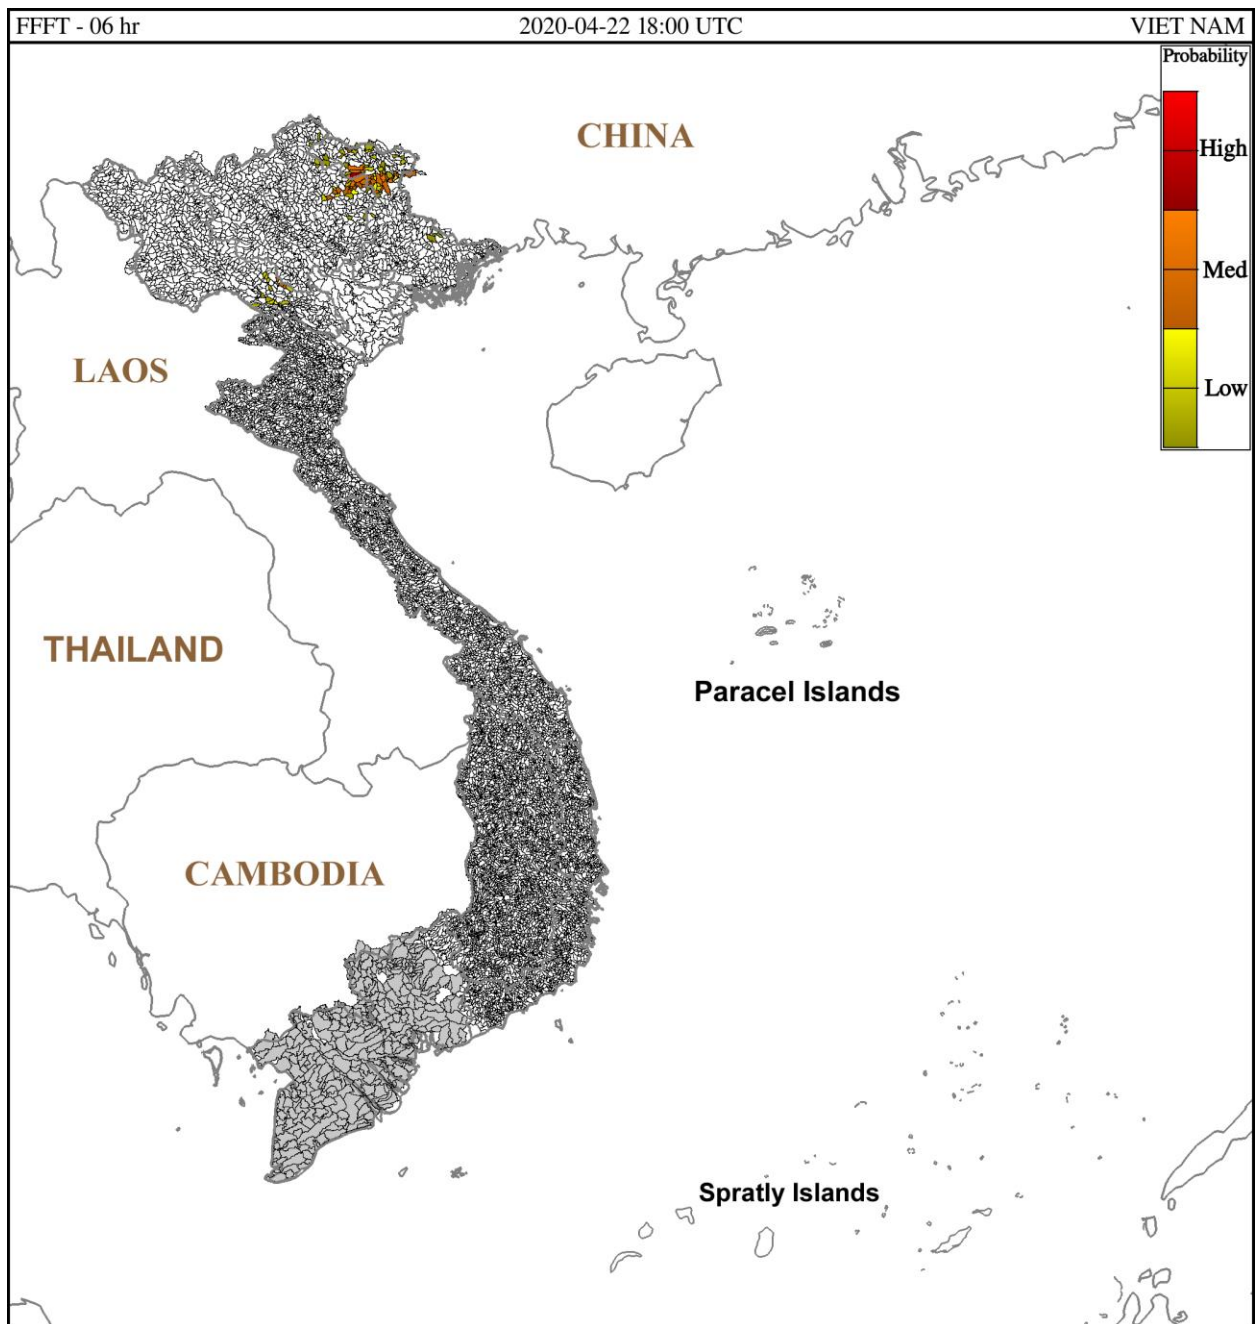 FFFT - 06 hr 2020-04-22 18:00 UTC VIET NAM
Probability
CHINA
High
Med
LAOS
Low
THAILAND
Paracel Islands
CAMBODIA
Spratly Islands